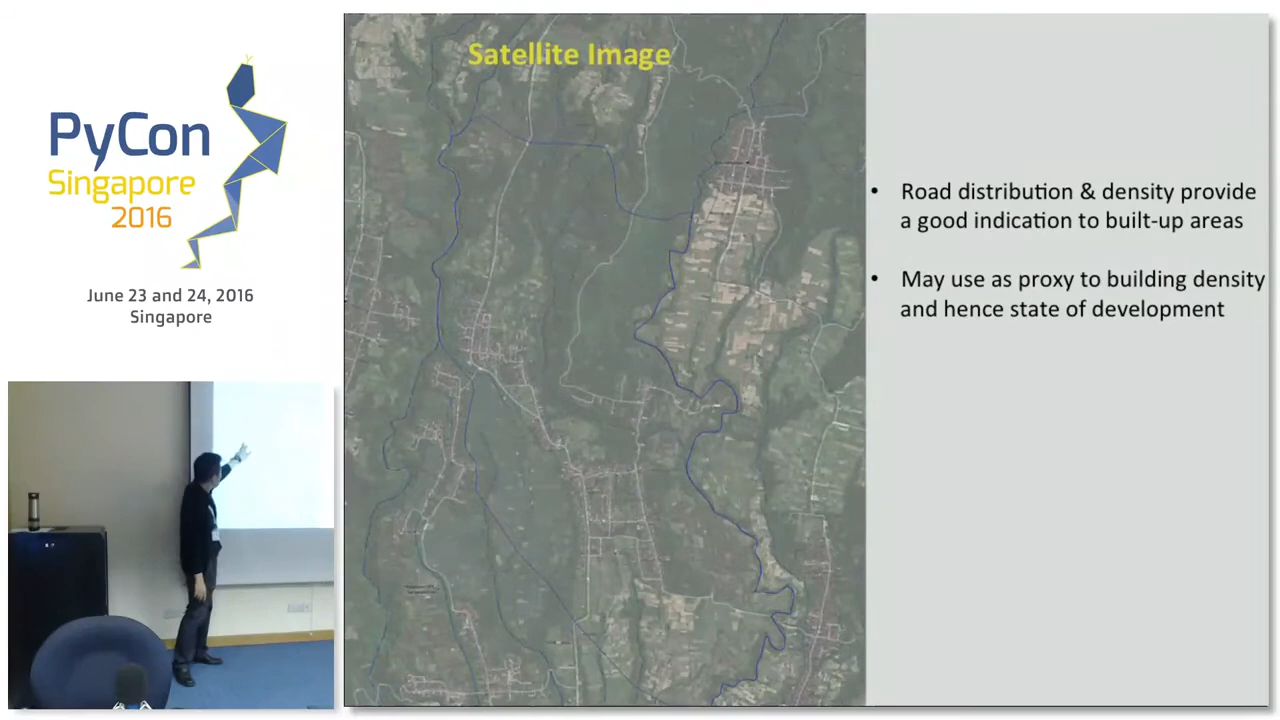 PyCon
Singapore
2016
June 23 and 24, 2016
Singapore
Satellite Image
• Road distribution & density provide
a good indication to built-up areas
• May use as proxy to building density
and hence state of development